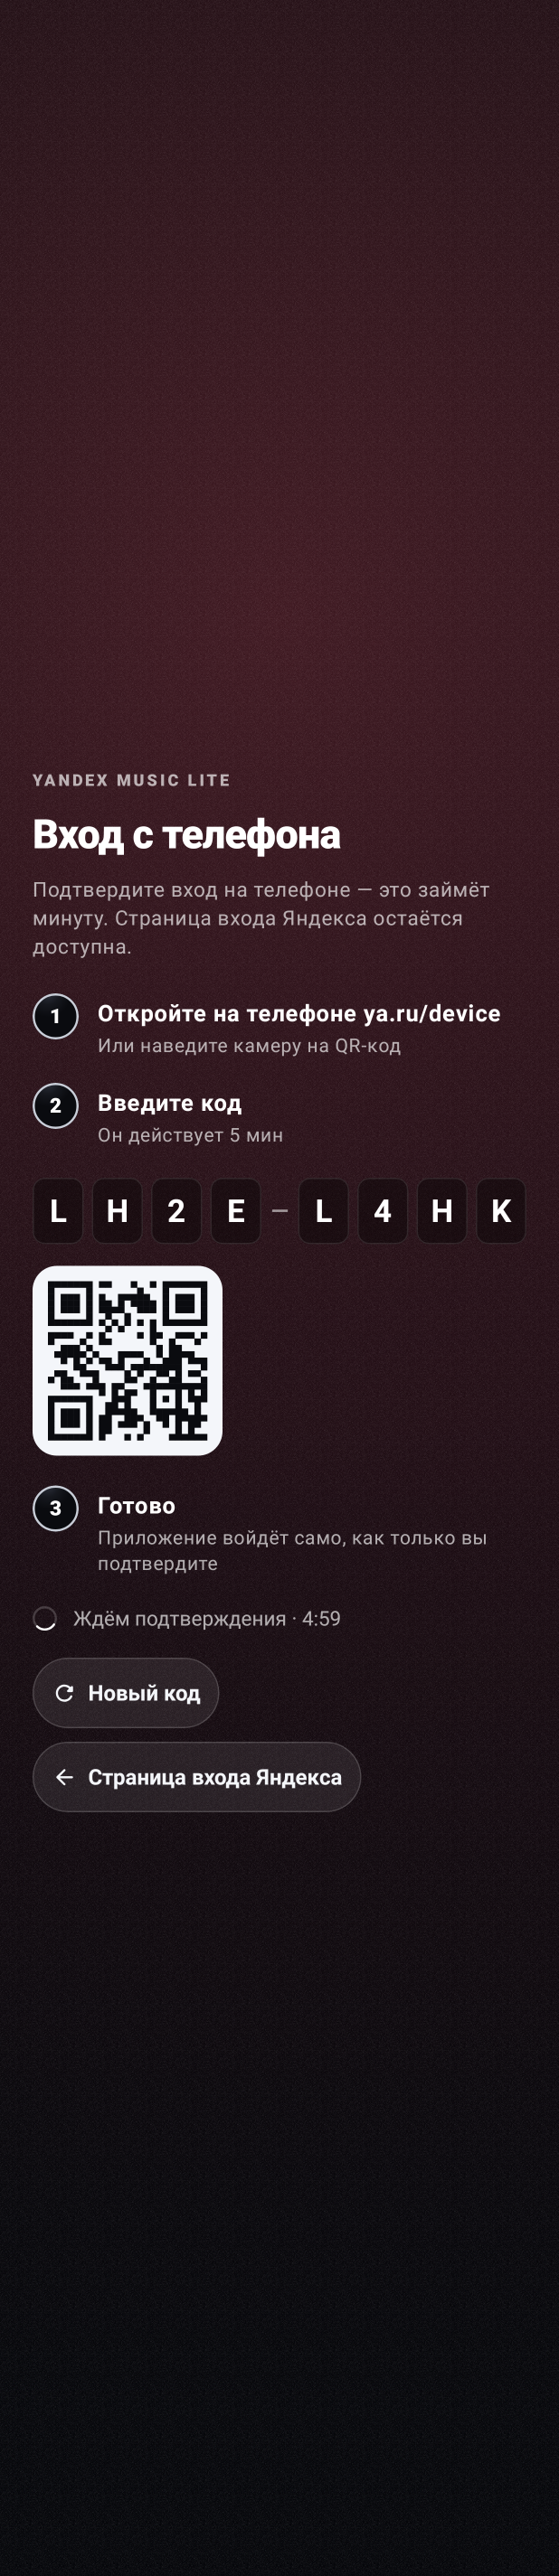 YANDEX MUSIC LITE
Вход с телефона
Подтвердите вход на телефоне — это займёт
минуту. Страница входа Яндекса остаётся
доступна.
1 Откройте на телефоне ya.ru/device
Или наведите камеру на QR-код
2 Введите код
Он действует 5 мин
L H 2 E – L 4 H K
3 Готово
Приложение войдёт само, как только вы
подтвердите
Ждём подтверждения · 4:59
Новый код
Страница входа Яндекса